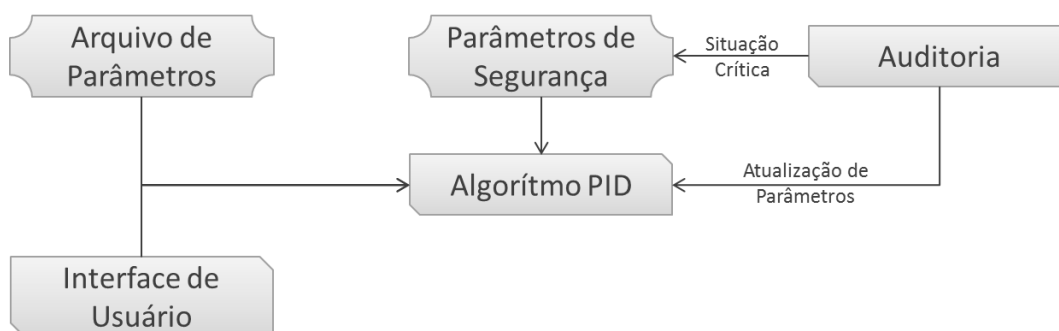 Arquivo de
Parâmetros
Parâmetros de
Segurança
Situação
Crítica
Auditoria
Algorítmo PID
Atualização de
Parâmetros
Interface de
Usuário